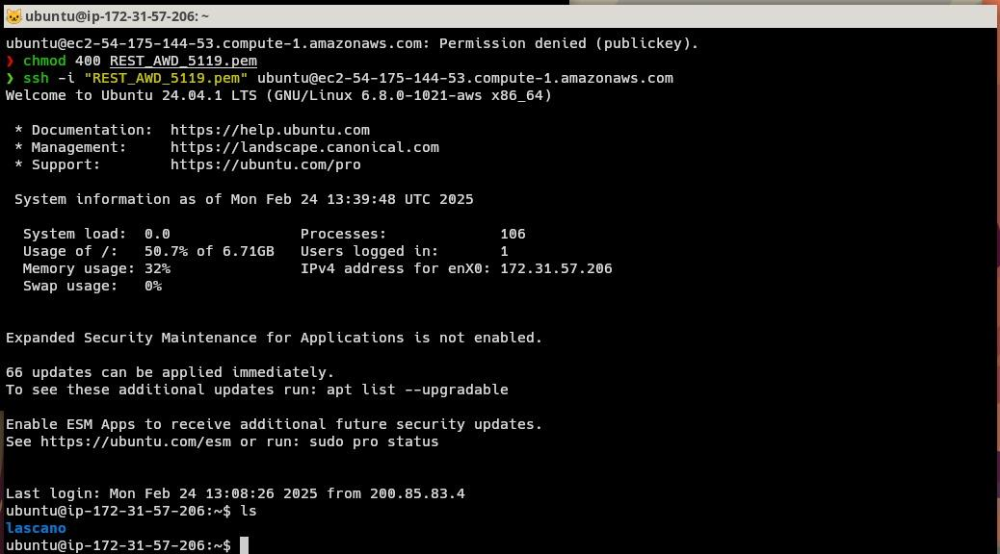 ubuntu@ip-172-31-57-206: ~
ubuntu@ec2-54-175-144-53.compute-1.amazonaws.com: Permission denied (publickey).
❯ chmod 400 REST_AWD_5119.pem
❯ ssh -i "REST_AWD_5119.pem" ubuntu@ec2-54-175-144-53.compute-1.amazonaws.com
Welcome to Ubuntu 24.04.1 LTS (GNU/Linux 6.8.0-1021-aws x86_64)
* Documentation:  https://help.ubuntu.com
* Management:     https://landscape.canonical.com
* Support:        https://ubuntu.com/pro
System information as of Mon Feb 24 13:39:48 UTC 2025
System load:  0.0                Processes:             106
Usage of /:   50.7% of 6.71GB   Users logged in:       1
Memory usage: 32%               IPv4 address for enX0: 172.31.57.206
Swap usage:   0%
Expanded Security Maintenance for Applications is not enabled.
66 updates can be applied immediately.
To see these additional updates run: apt list --upgradable
Enable ESM Apps to receive additional future security updates.
See https://ubuntu.com/esm or run: sudo pro status
Last login: Mon Feb 24 13:08:26 2025 from 200.85.83.4
ubuntu@ip-172-31-57-206:~$ ls
lascano
ubuntu@ip-172-31-57-206:~$